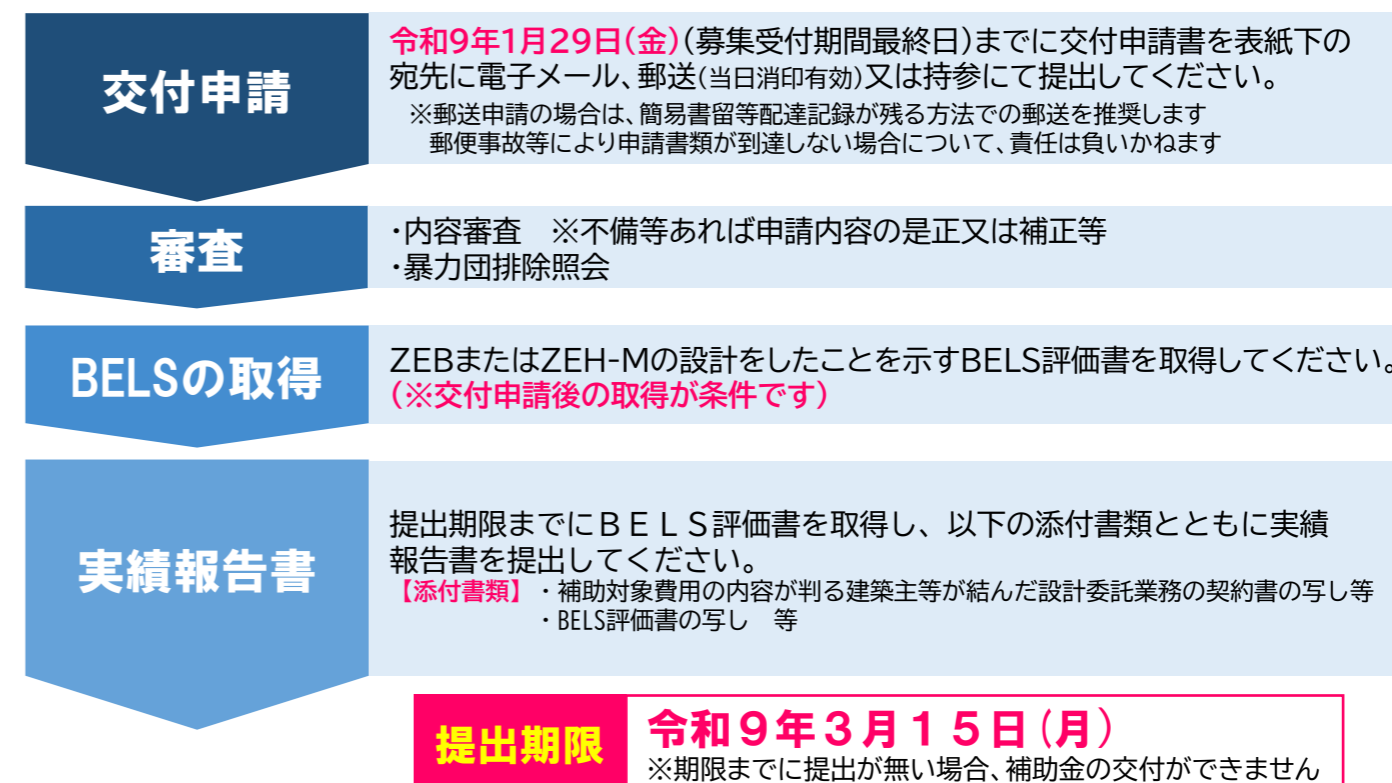 交付申請
令和9年1月29日(金)(募集受付期間最終日)までに交付申請書を表紙下の
宛先に電子メール、郵送(当日消印有効)又は持参にて提出してください。
※郵送申請の場合は、簡易書留等配達記録が残る方法での郵送を推奨します
郵便事故等により申請書類が到達しない場合について、責任は負いかねます
審査
・内容審査　※不備等あれば申請内容の是正又は補正等
・暴力団排除照会
BELSの取得
ZEBまたはZEH-Mの設計をしたことを示すBELS評価書を取得してください。
(※交付申請後の取得が条件です)
実績報告書
提出期限までにＢＥＬＳ評価書を取得し、以下の添付書類とともに実績
報告書を提出してください。
【添付書類】・補助対象費用の内容が判る建築主等が結んだ設計委託業務の契約書の写し等
・BELS評価書の写し　等
提出期限
令和９年３月１５日(月)
※期限までに提出が無い場合、補助金の交付ができません